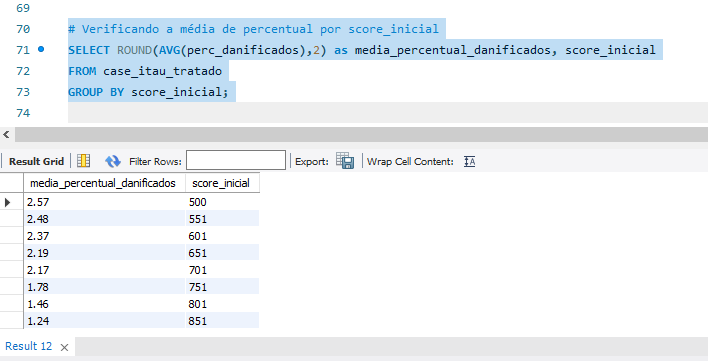 69
70 # Verificando a média de percentual por score_inicial
71 SELECT ROUND(AVG(perc_danificados),2) as media_percentual_danificados, score_inicial
72 FROM case_itau_tratado
73 GROUP BY score_inicial;
74
Result Grid Filter Rows: Export: Wrap Cell Content:
media_percentual_danificados score_inicial
2.57 500
2.48 551
2.37 601
2.19 651
2.17 701
1.78 751
1.46 801
1.24 851
Result 12 ×